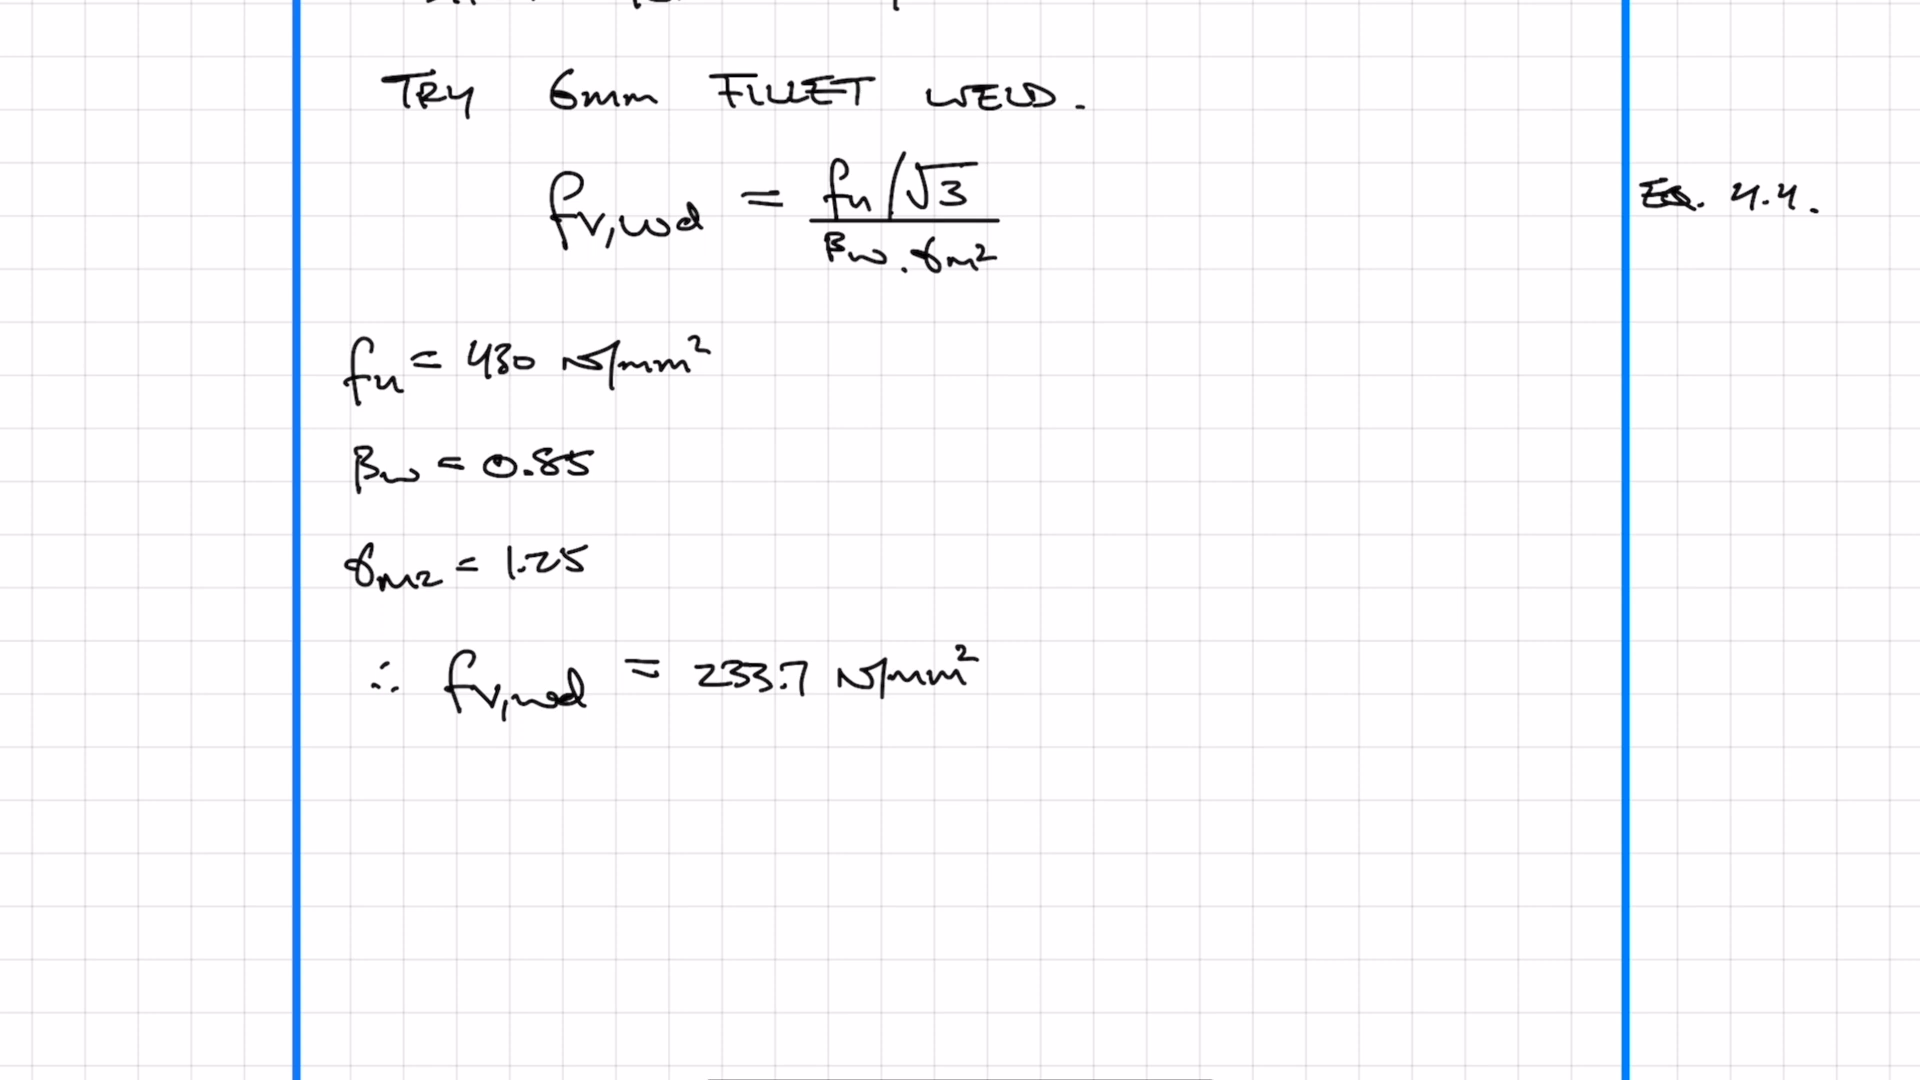 TRY 6mm FILLET WELD.
fv,wd = fu/√3 / βw.γm2 EQ. 4.4.
fu = 430 N/mm²
βw = 0.85
γm2 = 1.25
∴ fv,wd = 233.7 N/mm²